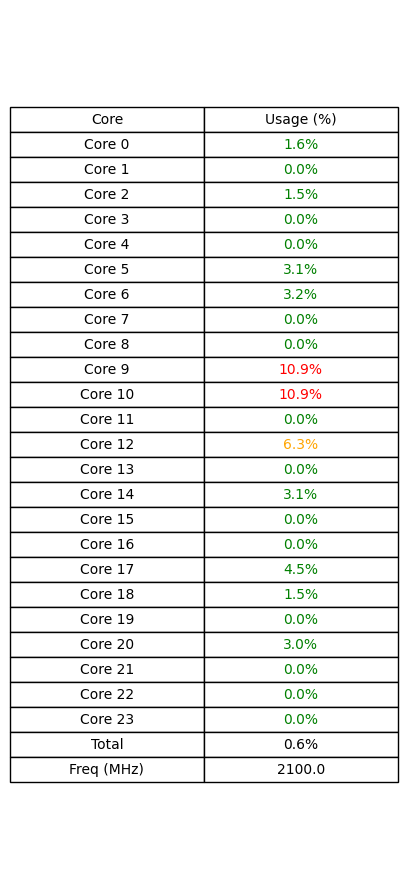 Core Usage (%)
Core 0 1.6%
Core 1 0.0%
Core 2 1.5%
Core 3 0.0%
Core 4 0.0%
Core 5 3.1%
Core 6 3.2%
Core 7 0.0%
Core 8 0.0%
Core 9 10.9%
Core 10 10.9%
Core 11 0.0%
Core 12 6.3%
Core 13 0.0%
Core 14 3.1%
Core 15 0.0%
Core 16 0.0%
Core 17 4.5%
Core 18 1.5%
Core 19 0.0%
Core 20 3.0%
Core 21 0.0%
Core 22 0.0%
Core 23 0.0%
Total 0.6%
Freq (MHz) 2100.0